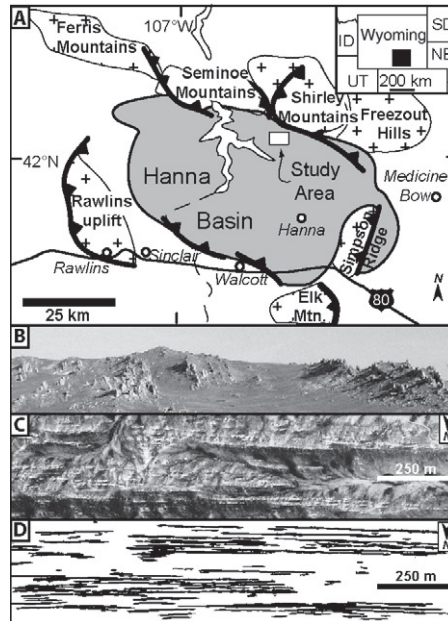 A
107°W
Ferris
Mountains
Seminoe
Mountains
Shirley
Mountains
Freezout
Hills
ID
Wyoming
SD
NE
UT
200 km
42°N
Hanna
Basin
Study
Area
Medicine
Bow
Rawlins
uplift
Hanna
Simpson
Ridge
Rawlins
Sinclair
Walcott
Elk
Mtn.
N
80
25 km
B
C
250 m
D
250 m